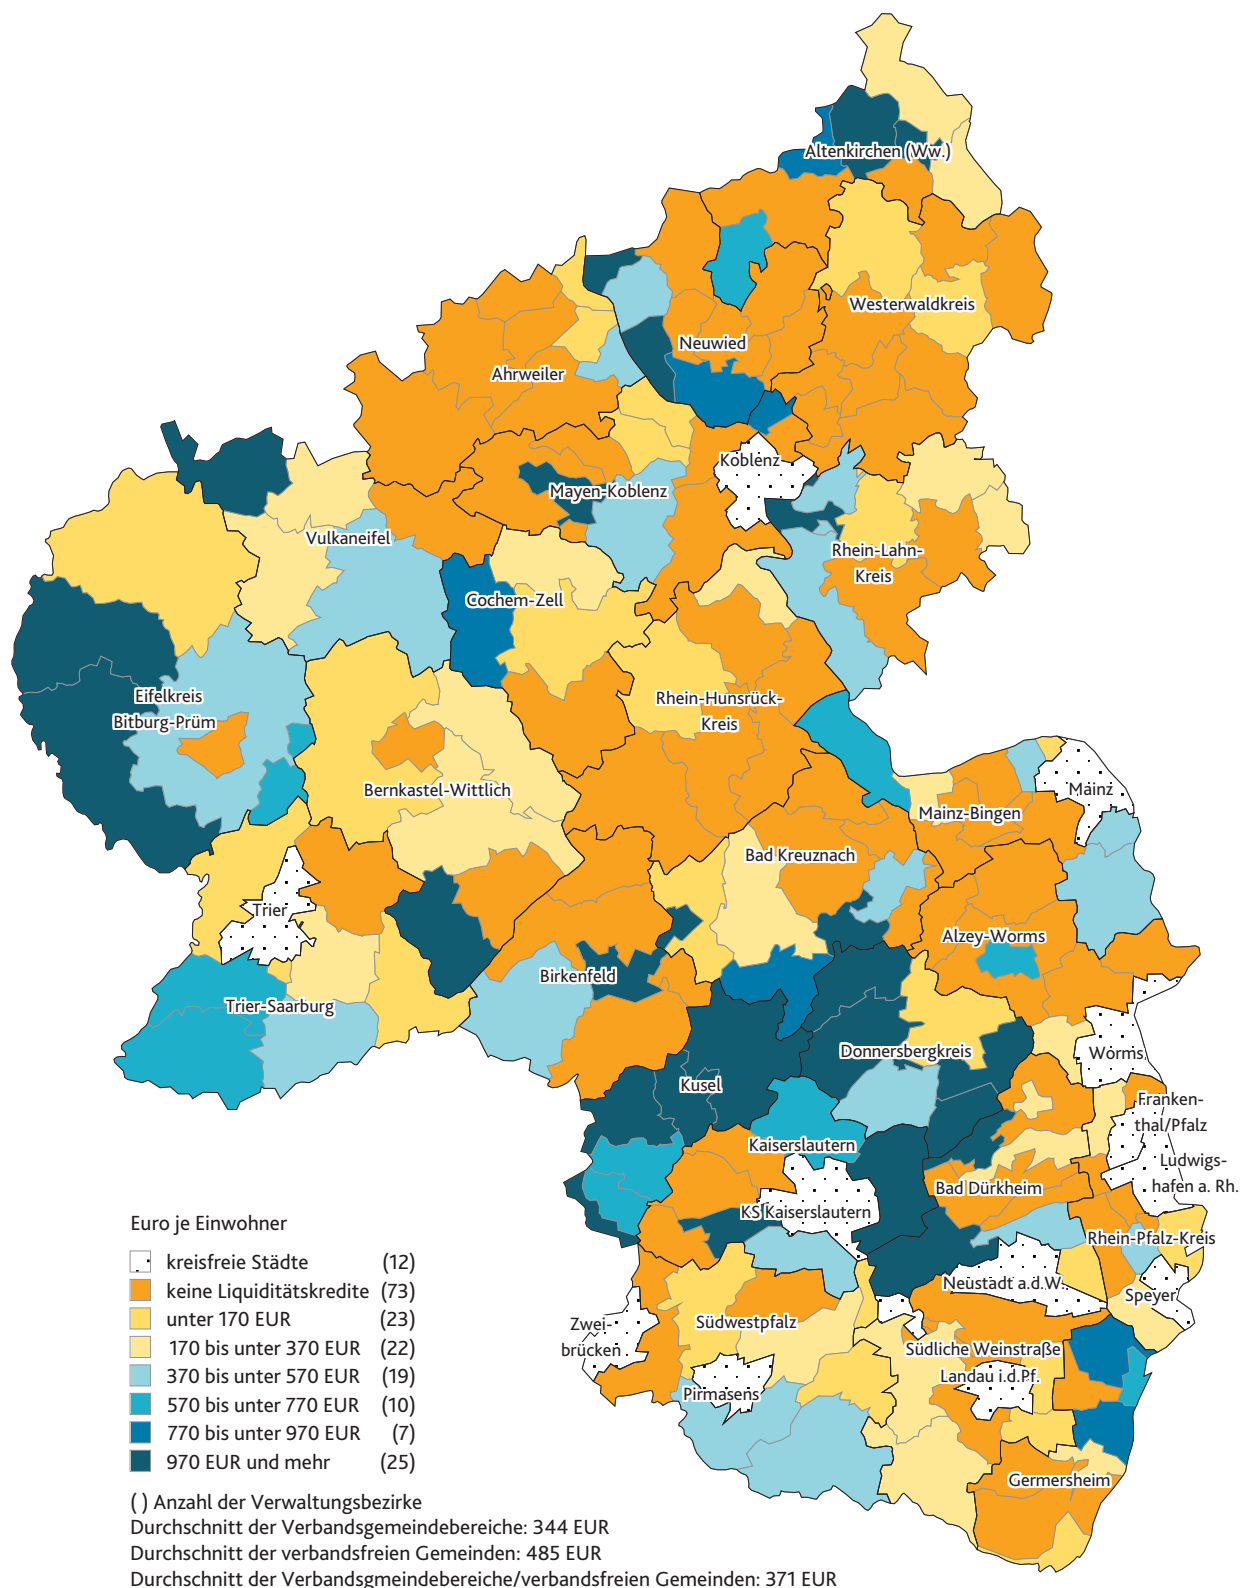 Altenkirchen (Ww.)
Westerwaldkreis
Neuwied
Ahrweiler
Koblenz
Mayen-Koblenz
Vulkaneifel
Rhein-Lahn-
Kreis
Cochem-Zell
Eifelkreis
Bitburg-Prüm
Rhein-Hunsrück-
Kreis
Bernkastel-Wittlich
Mainz
Mainz-Bingen
Bad Kreuznach
Trier
Alzey-Worms
Birkenfeld
Trier-Saarburg
Donnersbergkreis
Worms
Kusel
Franken-
thal/Pfalz
Kaiserslautern
Ludwigs-
hafen a. Rh.
Bad Dürkheim
KS Kaiserslautern
Rhein-Pfalz-Kreis
Neustadt a.d.W.
Speyer
Zwei-
brücken
Südwestpfalz
Südliche Weinstraße
Landau i.d.Pf.
Pirmasens
Germersheim
Euro je Einwohner
kreisfreie Städte (12)
keine Liquiditätskredite (73)
unter 170 EUR (23)
170 bis unter 370 EUR (22)
370 bis unter 570 EUR (19)
570 bis unter 770 EUR (10)
770 bis unter 970 EUR (7)
970 EUR und mehr (25)
( ) Anzahl der Verwaltungsbezirke
Durchschnitt der Verbandsgemeindebereiche: 344 EUR
Durchschnitt der verbandsfreien Gemeinden: 485 EUR
Durchschnitt der Verbandsgmeindebereiche/verbandsfreien Gemeinden: 371 EUR